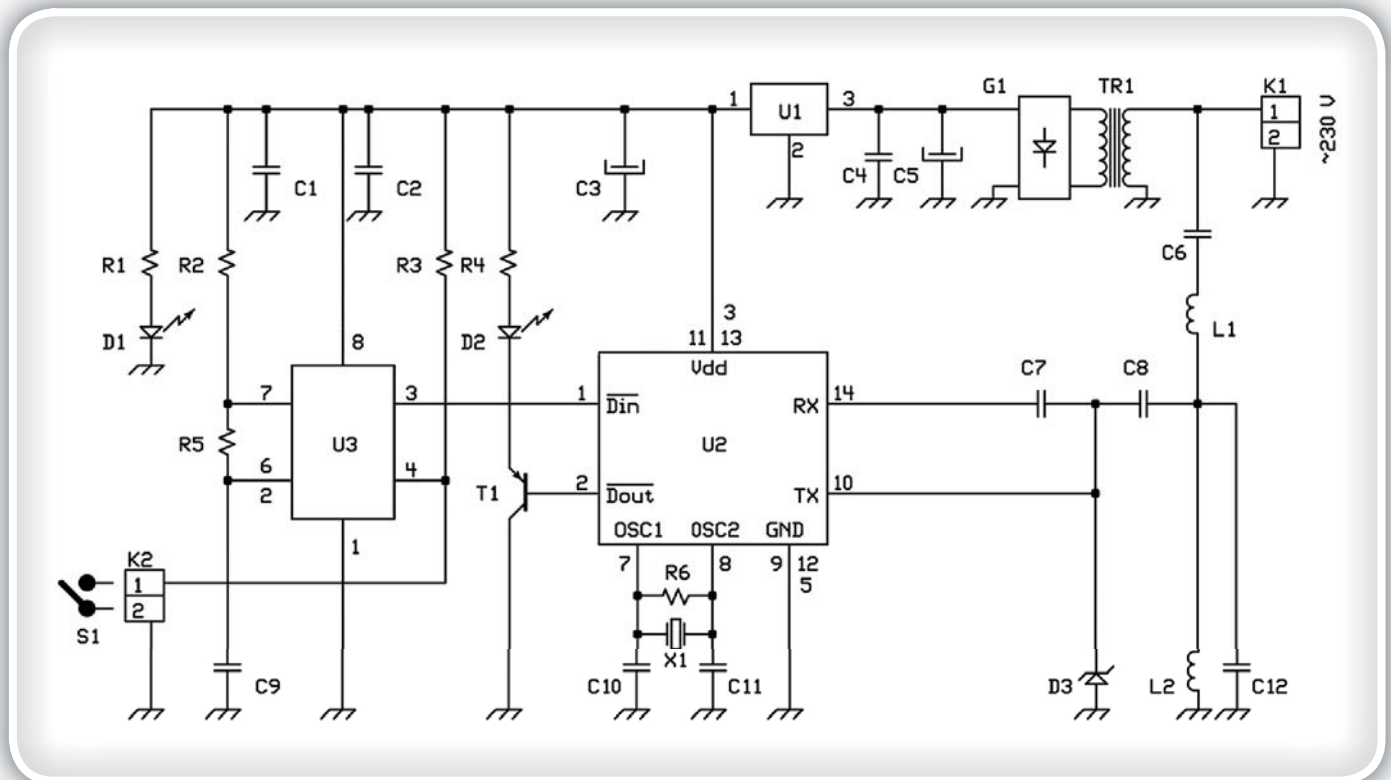 G1 TR1 K1
1 U1 3 1
2 2
~230 V
C1 C2 C3 C4 C5
C6
R1 R2 R3 R4
L1
D1 D2
8
3
11 13
Vdd
C7 C8
7 3 1 Din RX 14
R5 U3 U2
6 4
2
T1 2 Dout TX 10
OSC1 OSC2 GND
1
K2
7 8 9 12
1 R6 5
2
S1
X1
C9 C10 C11 D3 L2 C12